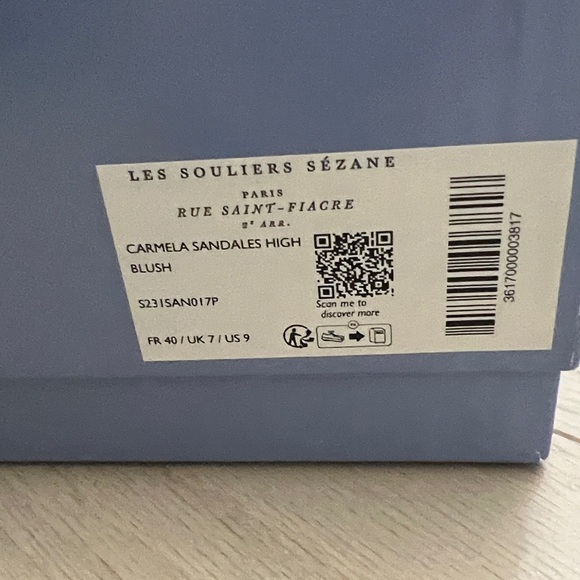 LES SOULIERS SÉZANE
PARIS
RUE SAINT-FIACRE
2e ARR.
CARMELA SANDALES HIGH
BLUSH
S231SAN017P
FR 40 / UK 7 / US 9
Scan me to
discover more
FR
3617000003817